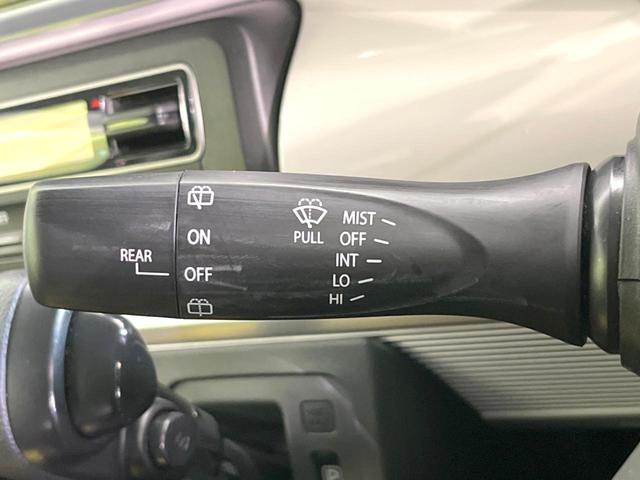 MIST
ON
PULL
OFF
REAR
INT
OFF
LO
HI